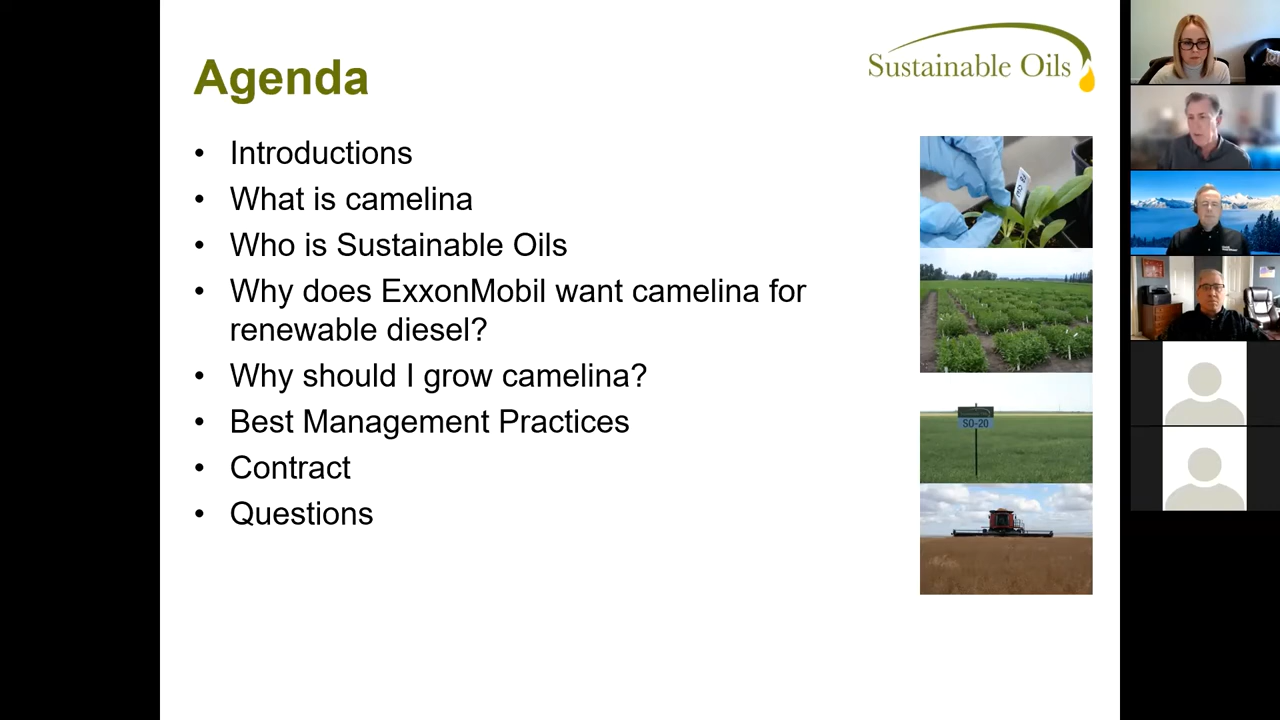 Agenda
Sustainable Oils
• Introductions
• What is camelina
• Who is Sustainable Oils
• Why does ExxonMobil want camelina for
renewable diesel?
• Why should I grow camelina?
• Best Management Practices
• Contract
• Questions
SO-20